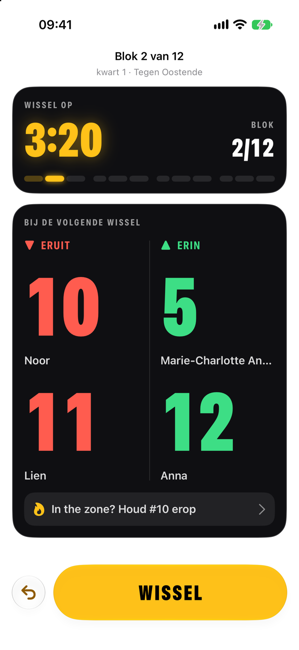 09:41
Blok 2 van 12
kwart 1 · Tegen Oostende
WISSEL OP
3:20
BLOK
2/12
BIJ DE VOLGENDE WISSEL
▼ ERUIT
▲ ERIN
10
5
Noor
Marie-Charlotte An...
11
12
Lien
Anna
In the zone? Houd #10 erop
WISSEL